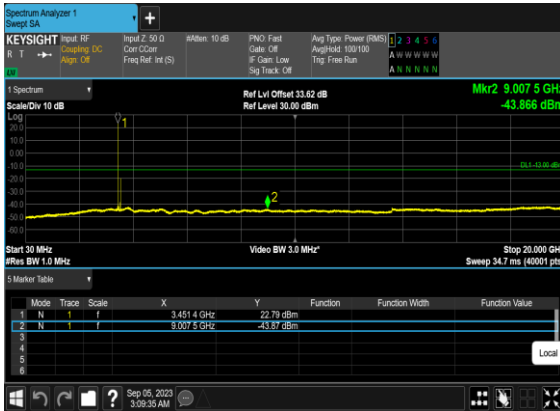 Spectrum Analyzer 1
Swept SA
KEYSIGHT Input: RF Input Z: 50 Ω #Atten: 10 dB PNO: Fast Avg Type: Power (RMS) 1 2 3 4 5 6
R T Coupling: DC Corr CCorr Gate: Off Avg|Hold: 100/100 A W W W W W
Align: Off Freq Ref: Int (S) IF Gain: Low Trig: Free Run
Sig Track: Off A N N N N N
1 Spectrum Ref Lvl Offset 33.62 dB Mkr2 9.007 5 GHz
Scale/Div 10 dB Ref Level 30.00 dBm -43.866 dBm
Log
20.0
10.0
0.00
-10.0
DL1 -13.00 dBm
-20.0
-30.0
-40.0
-50.0
-60.0
1
2
Start 30 MHz Video BW 3.0 MHz* Stop 20.000 GHz
#Res BW 1.0 MHz Sweep 34.7 ms (40001 pts)
5 Marker Table
Mode Trace Scale X Y Function Function Width Function Value
1 N 1 f 3.451 4 GHz 22.79 dBm
2 N 1 f 9.007 5 GHz -43.87 dBm
3
4
5
6
Local
Sep 05, 2023
3:09:35 AM